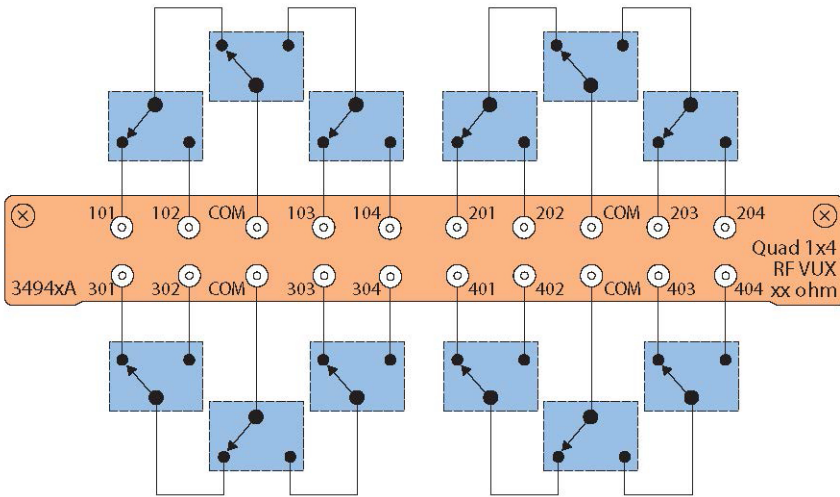 101 102 COM 103 104 201 202 COM 203 204
Quad 1x4
RF VUX
3494xA 301 302 COM 303 304 401 402 COM 403 404 xx ohm